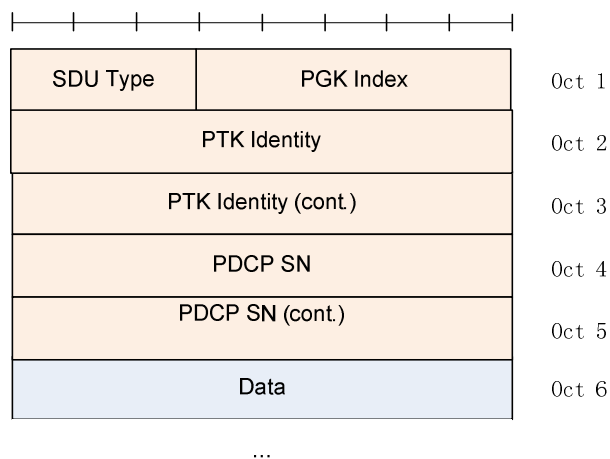 SDU Type PGK Index Oct 1
PTK Identity Oct 2
PTK Identity (cont.) Oct 3
PDCP SN Oct 4
PDCP SN (cont.) Oct 5
Data Oct 6
...